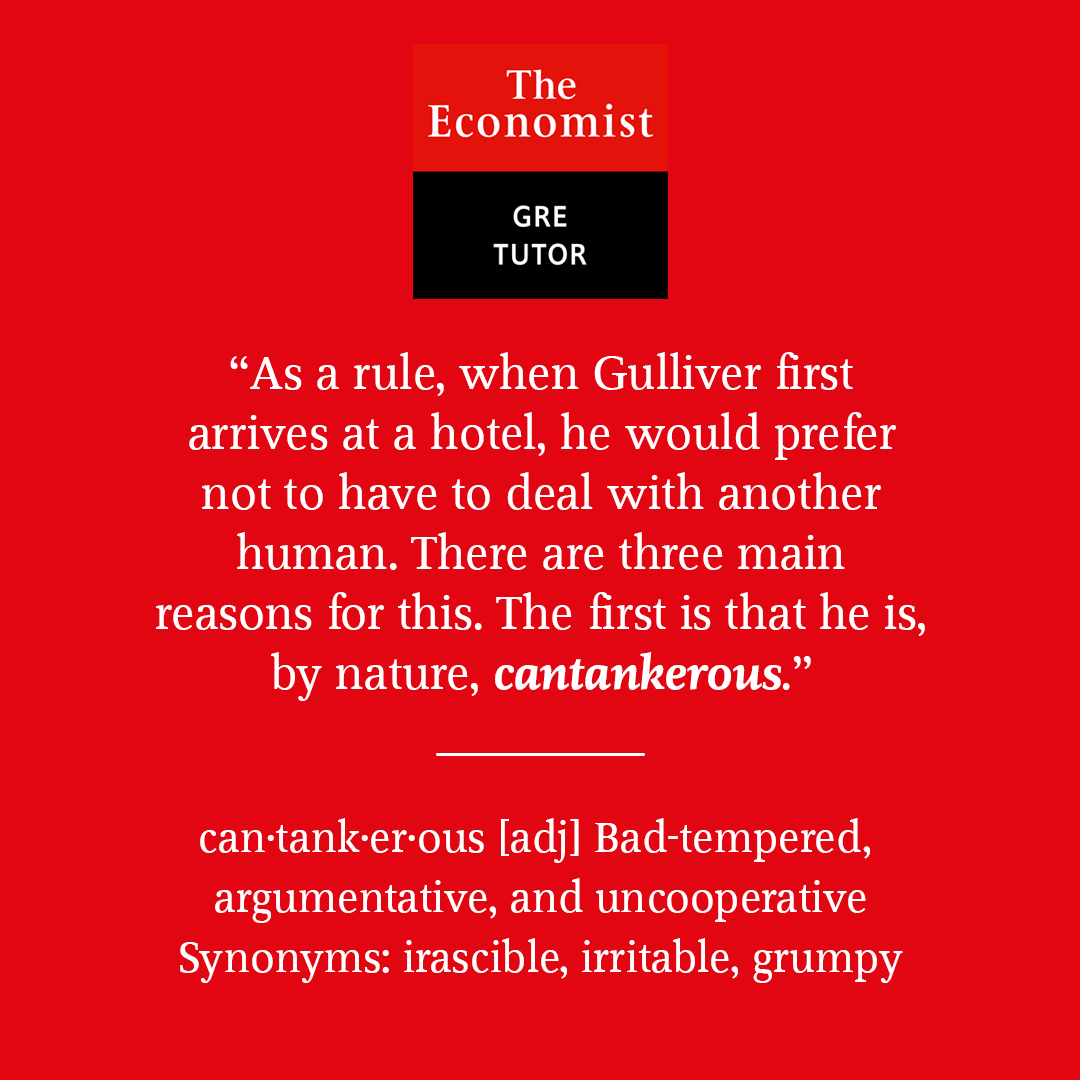 The
Economist
GRE
TUTOR
“As a rule, when Gulliver first
arrives at a hotel, he would prefer
not to have to deal with another
human. There are three main
reasons for this. The first is that he is,
by nature, cantankerous.”
can·tank·er·ous [adj] Bad-tempered,
argumentative, and uncooperative
Synonyms: irascible, irritable, grumpy